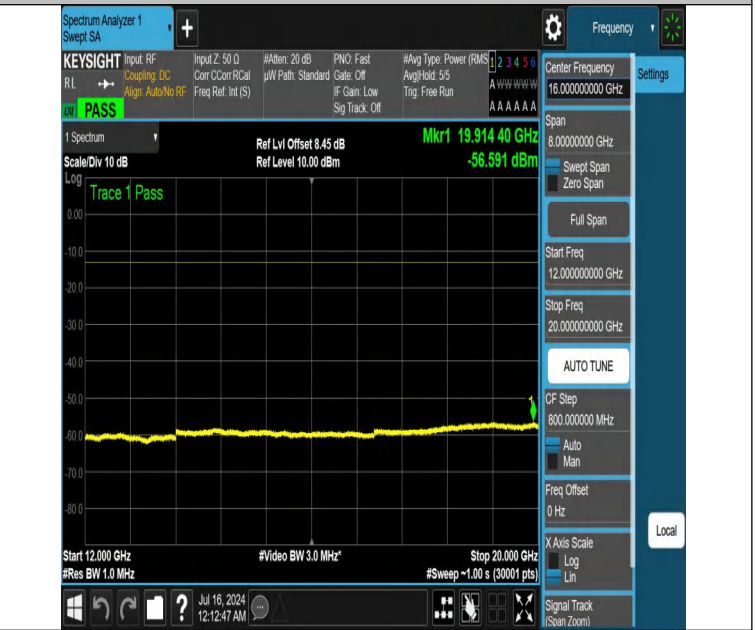 Spectrum Analyzer 1
Swept SA
+
Frequency
KEYSIGHT
RL
PASS
Input: RF
Coupling: DC
Align: Auto/No RF
Input Z: 50 Ω
Corr CCorr RCal
Freq Ref: Int (S)
#Atten: 20 dB
µW Path: Standard
PNO: Fast
Gate: Off
IF Gain: Low
Sig Track: Off
#Avg Type: Power (RMS
Avg|Hold: 5/5
Trig: Free Run
1 2 3 4 5 6
A W W W W W
A A A A A A
1 Spectrum
Scale/Div 10 dB
Ref Lvl Offset 8.45 dB
Ref Level 10.00 dBm
Mkr1 19.914 40 GHz
-56.591 dBm
Log
Trace 1 Pass
0.00
-10.0
-20.0
-30.0
-40.0
-50.0
-60.0
-70.0
-80.0
1
Start 12.000 GHz
#Res BW 1.0 MHz
#Video BW 3.0 MHz*
Stop 20.000 GHz
#Sweep ~1.00 s (30001 pts)
?
Jul 16, 2024
12:12:47 AM
Center Frequency
16.000000000 GHz
Span
8.00000000 GHz
Swept Span
Zero Span
Full Span
Start Freq
12.000000000 GHz
Stop Freq
20.000000000 GHz
AUTO TUNE
CF Step
800.000000 MHz
Auto
Man
Freq Offset
0 Hz
X Axis Scale
Log
Lin
Signal Track
(Span Zoom)
Settings
Local